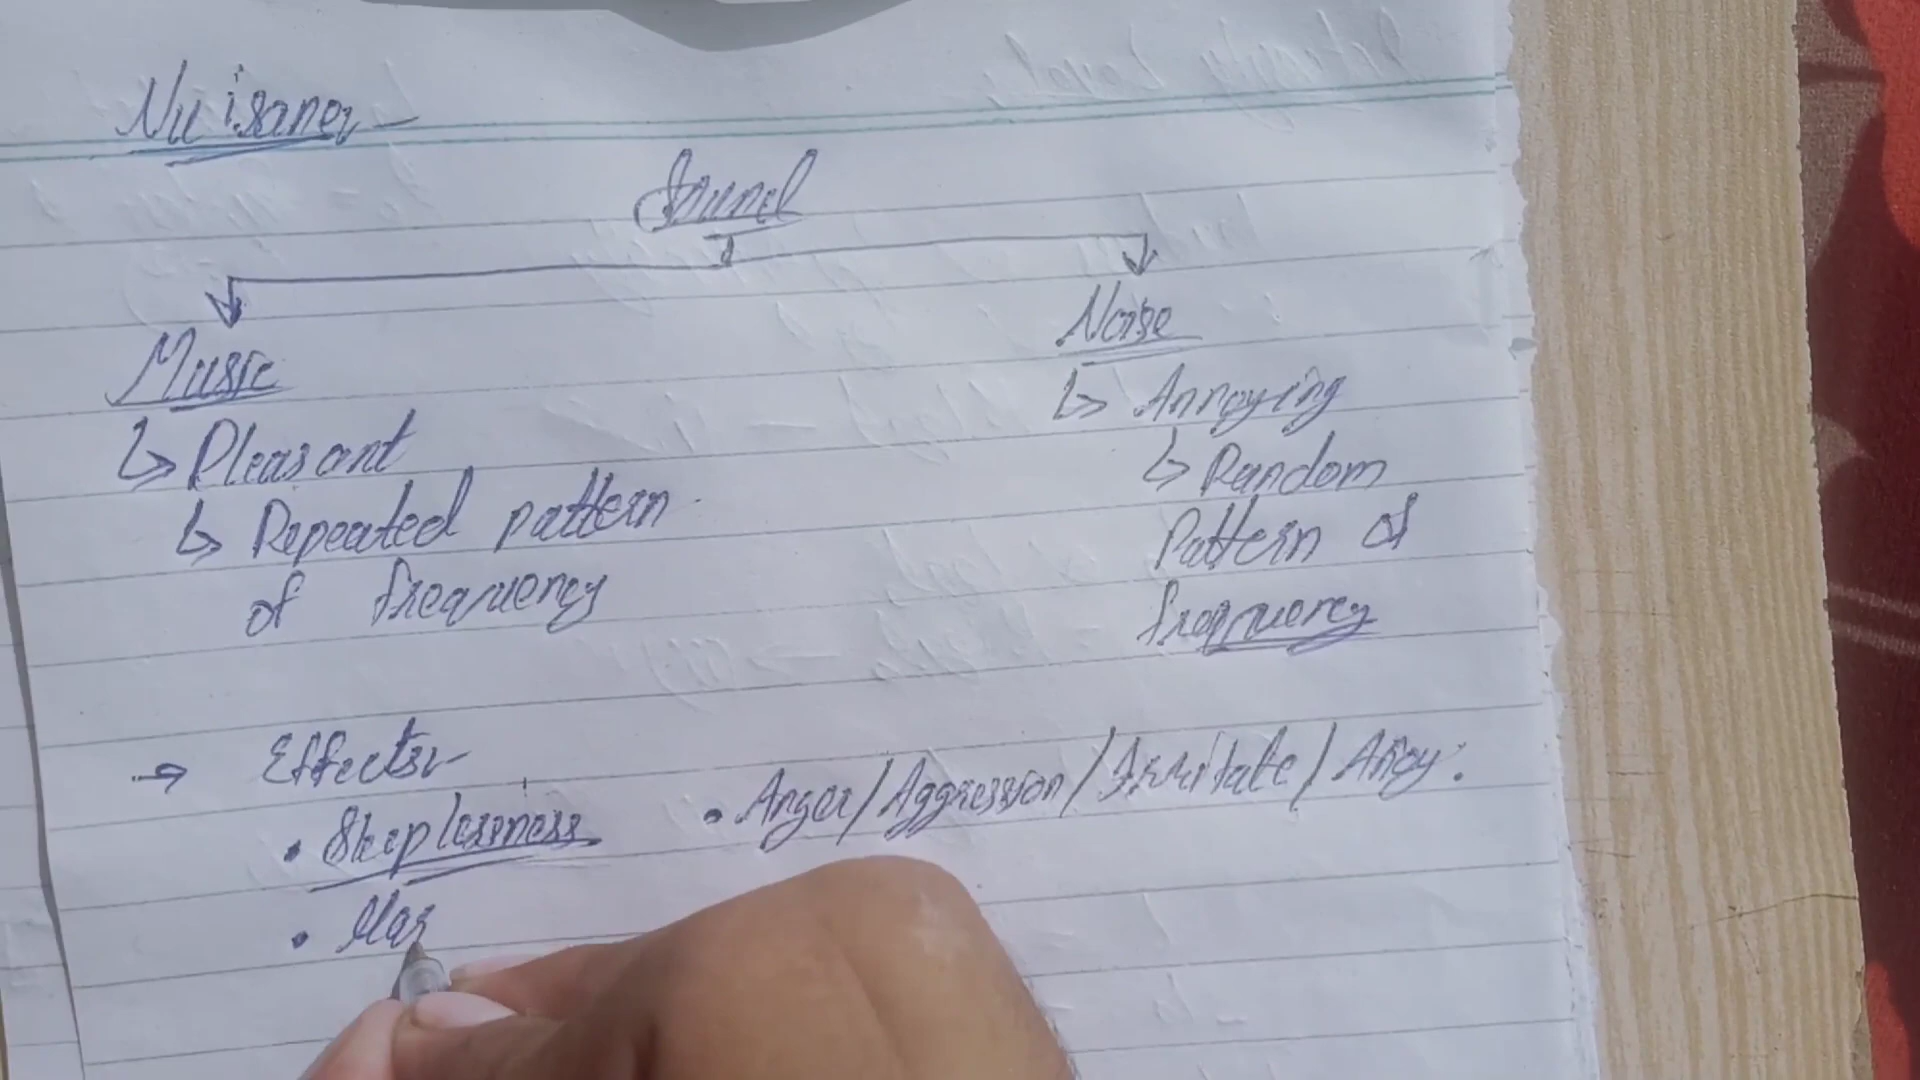 Nuisance
Sound
Music
↳ Pleasant
↳ Repeated pattern
of frequency
Noise
↳ Annoying
↳ Random
Pattern of
frequency
→ Effects
• Sleeplessness
• Anger/Aggression/Irritate/Anoy.
•